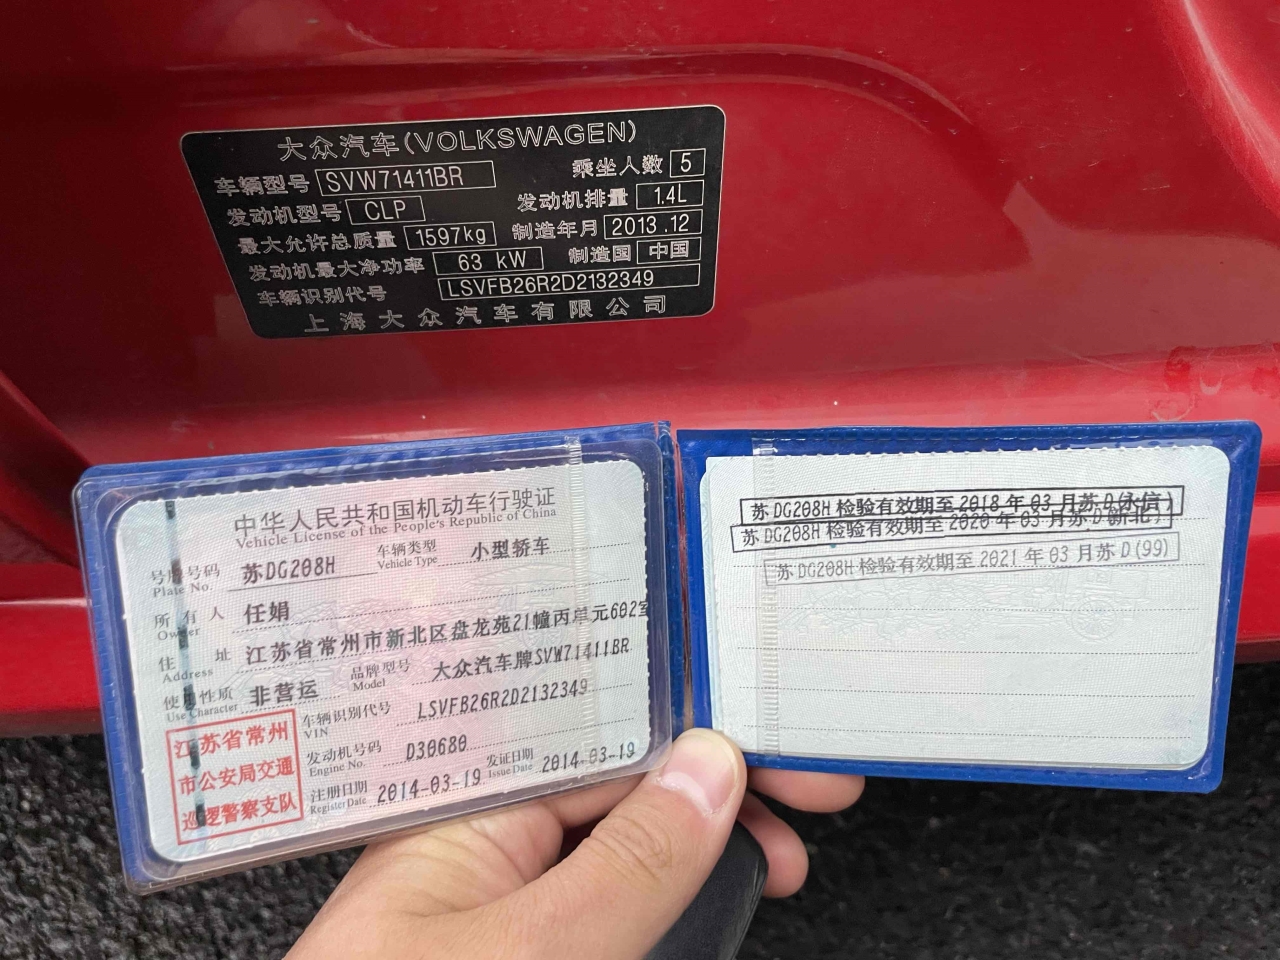 大众汽车(VOLKSWAGEN)
车辆型号 SVW71411BR 乘坐人数 5
发动机型号 CLP 发动机排量 1.4L
最大允许总质量 1597kg 制造年月 2013.12
发动机最大净功率 63 kW 制造国 中国
车辆识别代号 LSVFB26R2D2132349
上海大众汽车有限公司
中华人民共和国机动车行驶证
Vehicle License of the People's Republic of China
号牌号码 苏DG208H 车辆类型 小型轿车
Plate No. Vehicle Type
所有人 任娟
Owner
住址 江苏省常州市新北区盘龙苑21幢丙单元602室
Address
使用性质 非营运 品牌型号 大众汽车牌SVW71411BR
Use Character Model
江苏省常州
市公安局交通
巡逻警察支队
车辆识别代号 LSVFB26R2D2132349
VIN
发动机号码 D30680
Engine No.
注册日期 2014-03-19 发证日期 2014-03-19
Register Date Issue Date
苏DG208H 检验有效期至2018年03月苏D(永信)
苏DG208H 检验有效期至2020年03月苏D(新北)
苏DG208H 检验有效期至2021年03月苏D(99)